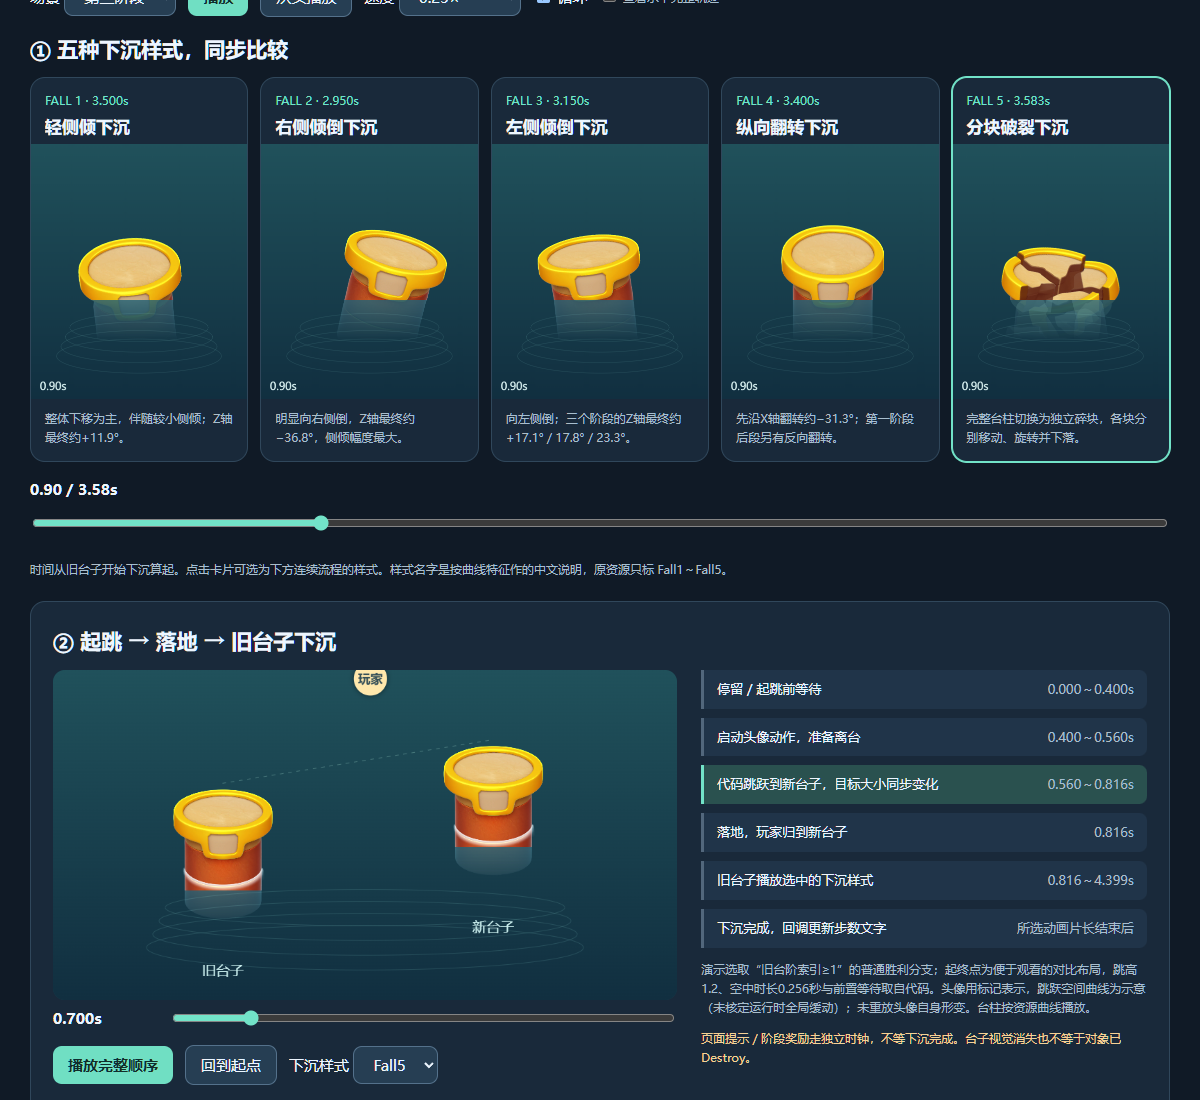 场景 第三阶段 播放 从头播放 速度 0.25× 循环
① 五种下沉样式，同步比较
FALL 1 · 3.500s
轻侧倾下沉
0.90s
整体下移为主，伴随较小侧倾；Z轴
最终约+11.9°。
FALL 2 · 2.950s
右侧倾倒下沉
0.90s
明显向右侧倒，Z轴最终约
−36.8°，侧倾幅度最大。
FALL 3 · 3.150s
左侧倾倒下沉
0.90s
向左侧倒；三个阶段的Z轴最终约
+17.1° / 17.8° / 23.3°。
FALL 4 · 3.400s
纵向翻转下沉
0.90s
先沿X轴翻转约−31.3°；第一阶段
后段另有反向翻转。
FALL 5 · 3.583s
分块破裂下沉
0.90s
完整台柱切换为独立碎块，各块分
别移动、旋转并下落。
0.90 / 3.58s
时间从旧台子开始下沉算起。点击卡片可选为下方连续流程的样式。样式名字是按曲线特征作的中文说明，原资源只标 Fall1～Fall5。
② 起跳 → 落地 → 旧台子下沉
玩家
新台子
旧台子
0.700s
播放完整顺序 回到起点 下沉样式 Fall5
停留 / 起跳前等待 0.000～0.400s
启动头像动作，准备离台 0.400～0.560s
代码跳跃到新台子，目标大小同步变化 0.560～0.816s
落地，玩家归到新台子 0.816s
旧台子播放选中的下沉样式 0.816～4.399s
下沉完成，回调更新步数文字 所选动画片长结束后
演示选取“旧台阶索引≥1”的普通胜利分支；起终点为便于观看的对比布局，跳高
1.2、空中时长0.256秒与前置等待取自代码。头像用标记表示，跳跃空间曲线为示意
（未核定运行时全局缓动）；未重放头像自身形变。台柱按资源曲线播放。
页面提示 / 阶段奖励走独立时钟，不等下沉完成。台子视觉消失也不等于对象已
Destroy。